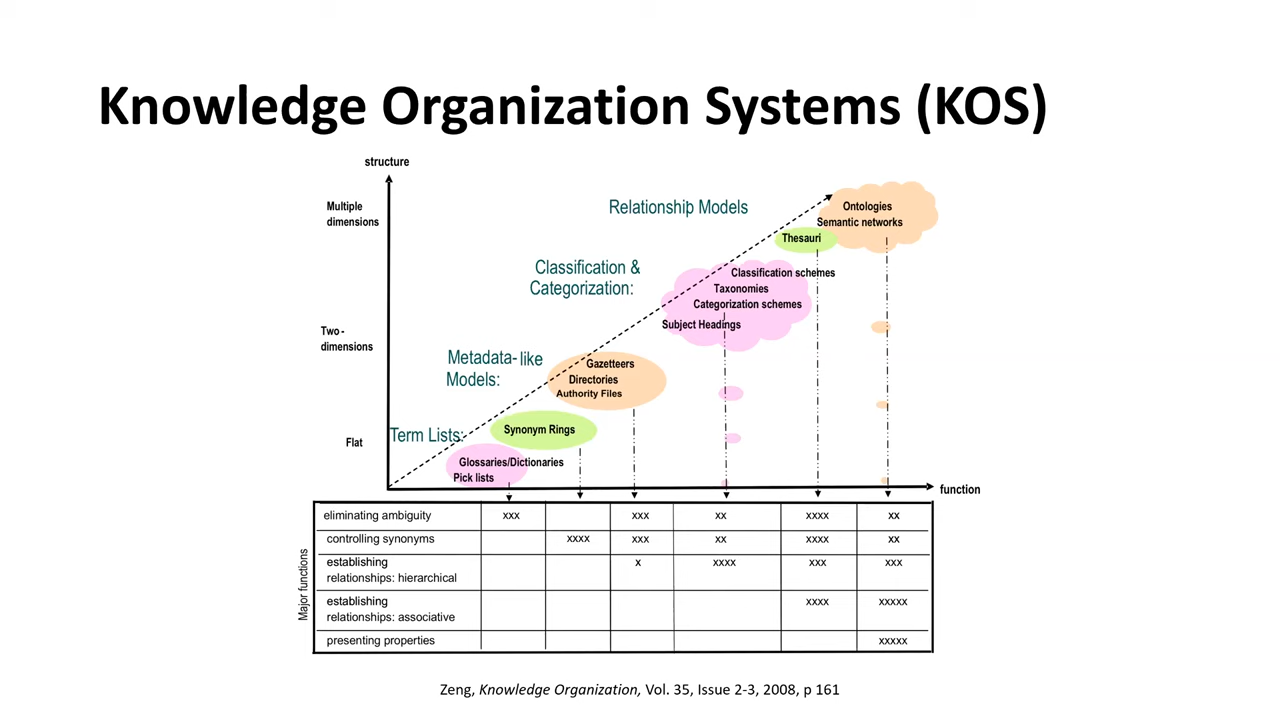 Knowledge Organization Systems (KOS)
structure
Multiple
dimensions
Two-
dimensions
Flat
Relationship Models
Ontologies
Semantic networks
Thesauri
Classification &
Categorization:
Classification schemes
Taxonomies
Categorization schemes
Subject Headings
Metadata-like
Models:
Gazetteers
Directories
Authority Files
Term Lists:
Synonym Rings
Glossaries/Dictionaries
Pick lists
function
Major functions
eliminating ambiguity xxx xxx xx xxxx xx
controlling synonyms xxxx xxx xx xxxx xx
establishing
relationships: hierarchical x xxxx xxx xxx
establishing
relationships: associative xxxx xxxxx
presenting properties xxxxx
Zeng, Knowledge Organization, Vol. 35, Issue 2-3, 2008, p 161